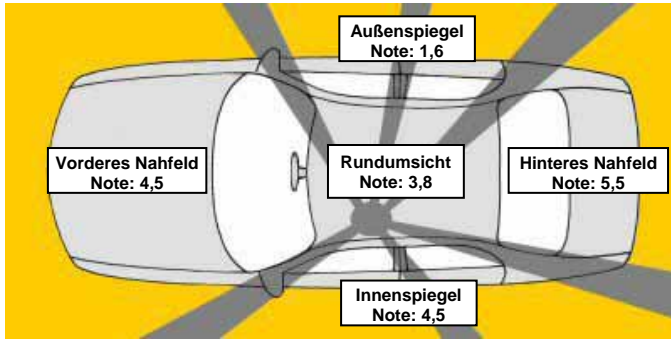 Außenspiegel
Note: 1,6
Vorderes Nahfeld
Note: 4,5
Rundumsicht
Note: 3,8
Hinteres Nahfeld
Note: 5,5
Innenspiegel
Note: 4,5